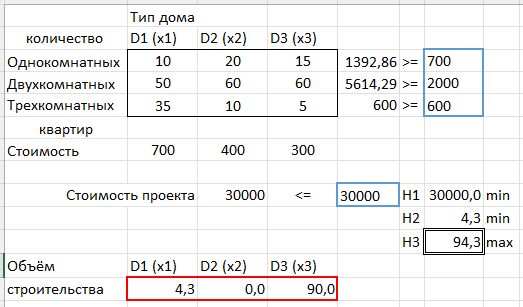 Тип дома
количество D1 (x1) D2 (x2) D3 (x3)
Однокомнатных 10 20 15 1392,86 >= 700
Двухкомнатных 50 60 60 5614,29 >= 2000
Трехкомнатных 35 10 5 600 >= 600
квартир
Стоимость 700 400 300
Стоимость проекта 30000 <= 30000 H1 30000,0 min
H2 4,3 min
H3 94,3 max
Объём D1 (x1) D2 (x2) D3 (x3)
строительства 4,3 0,0 90,0